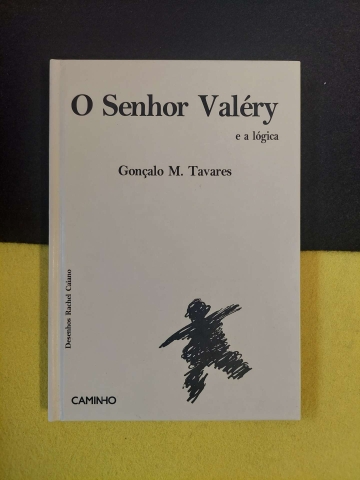 O Senhor Valéry
e a lógica
Gonçalo M. Tavares
Desenhos Rachel Caiano
CAMINHO